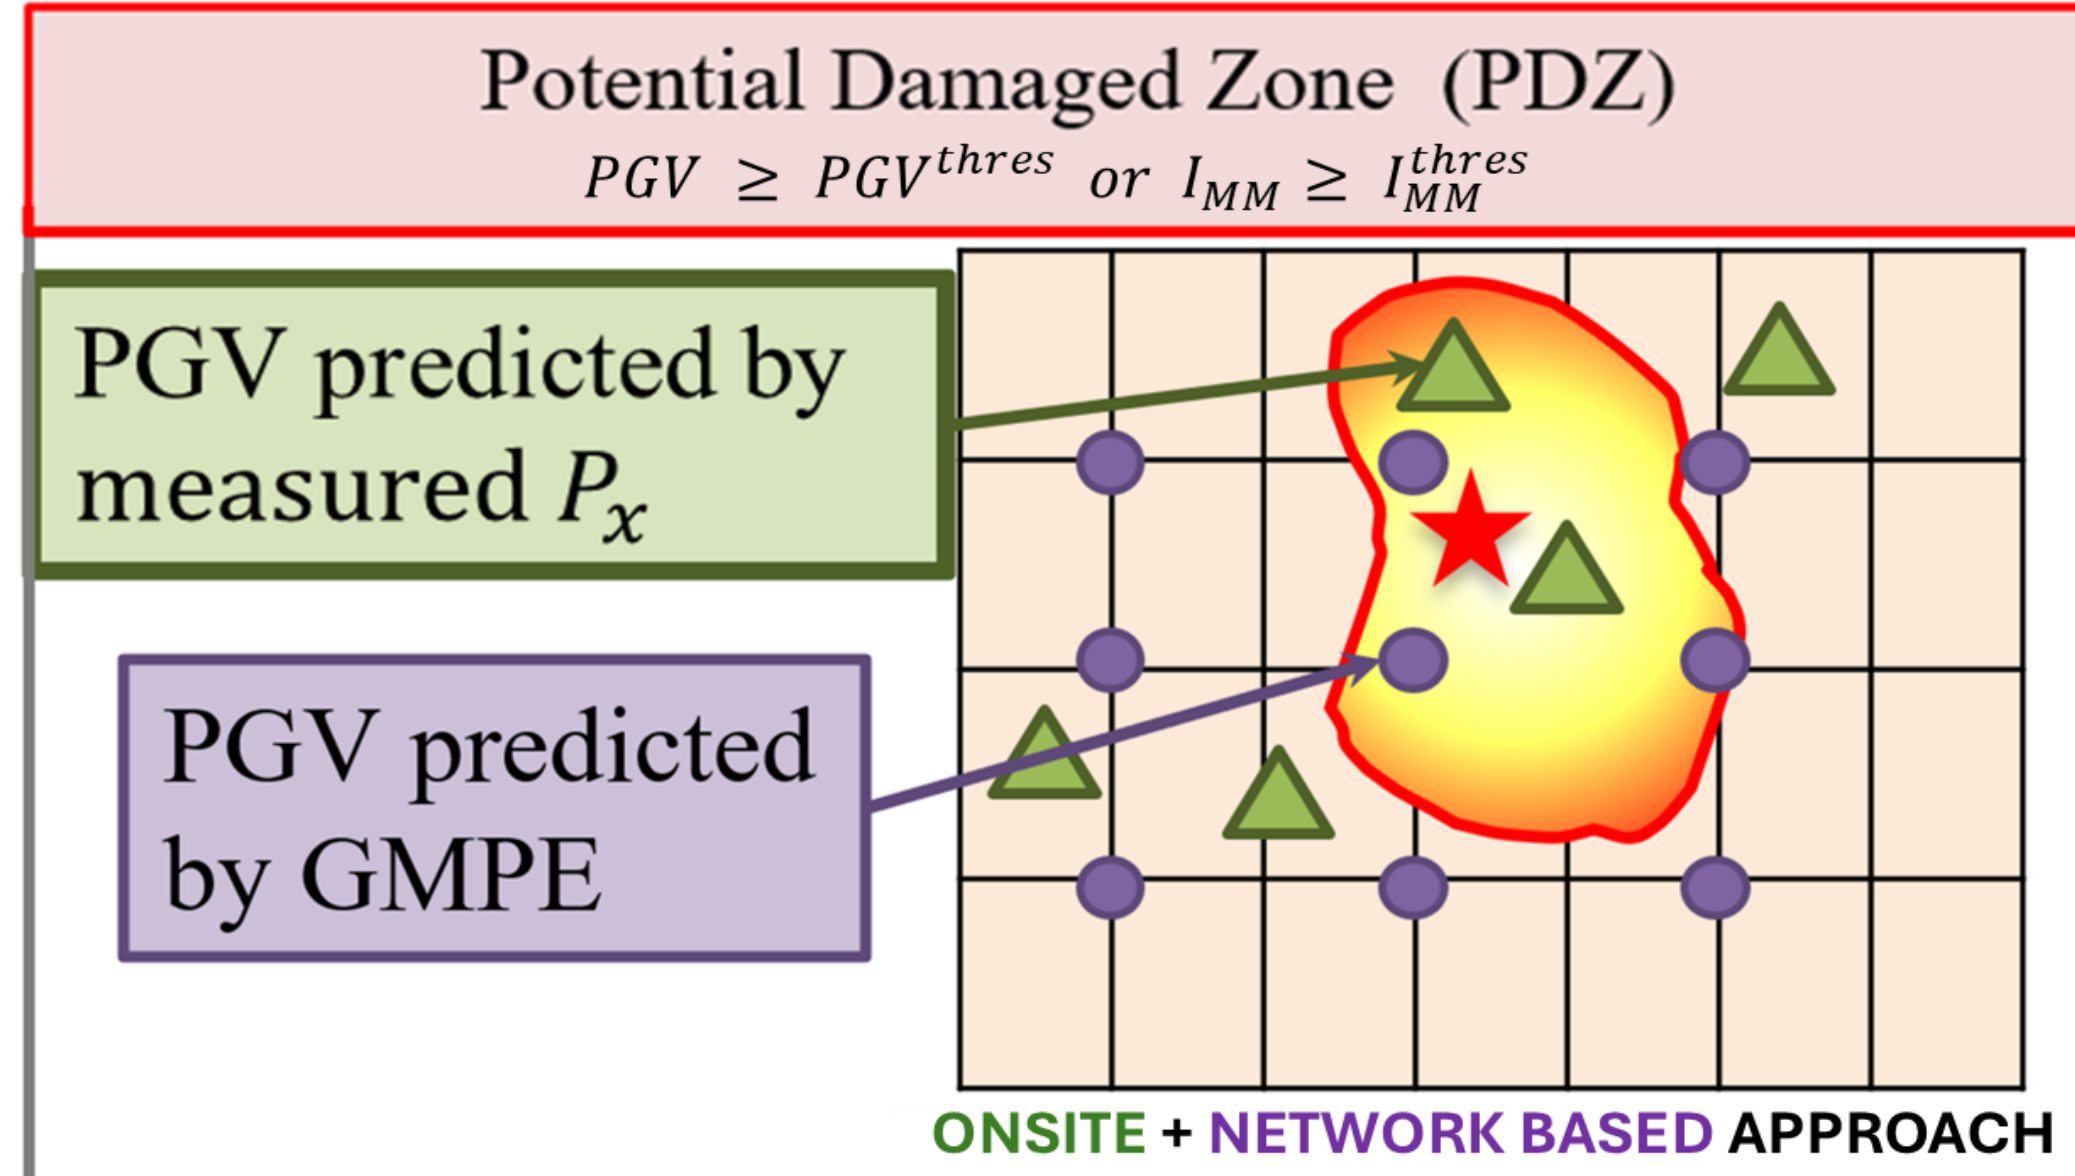 Potential Damaged Zone (PDZ)
PGV ≥ PGV^thres or I_MM ≥ I_MM^thres
PGV predicted by
measured P_x
PGV predicted
by GMPE
ONSITE + NETWORK BASED APPROACH